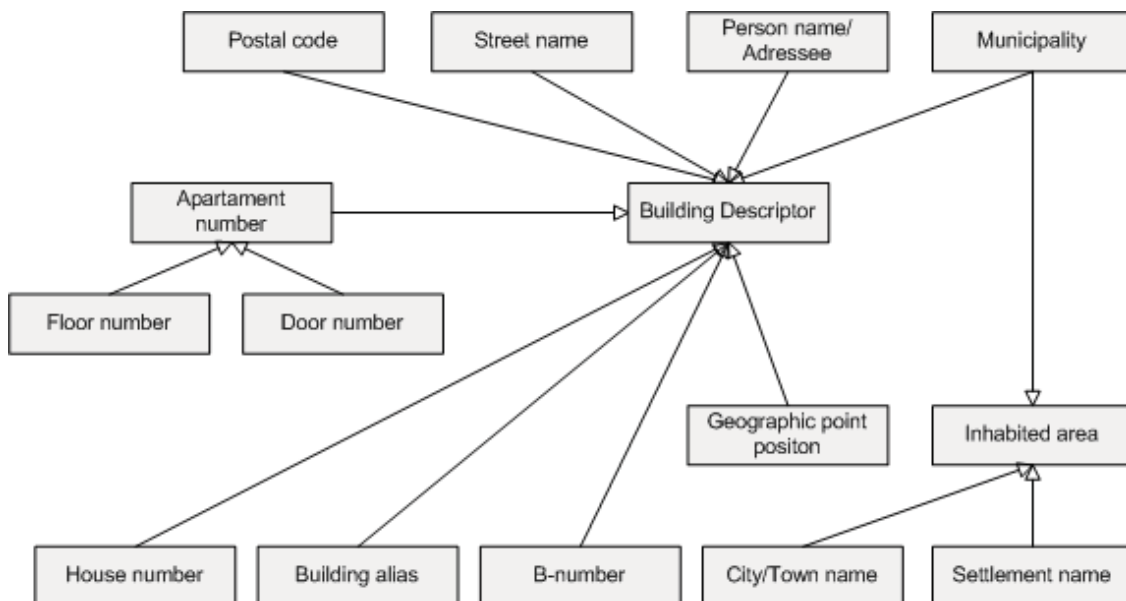 Postal code
Street name
Person name/
Adressee
Municipality
Apartament
number
Building Descriptor
Floor number
Door number
Geographic point
positon
Inhabited area
House number
Building alias
B-number
City/Town name
Settlement name